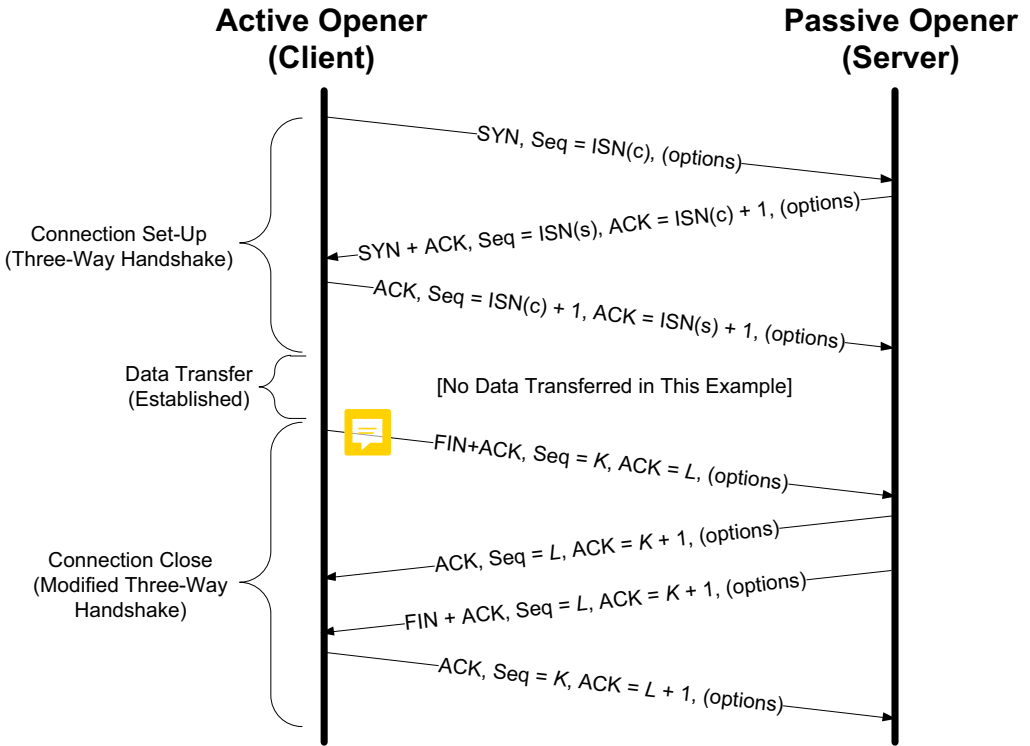 Active Opener
(Client)
Passive Opener
(Server)
SYN, Seq = ISN(c), (options)
SYN + ACK, Seq = ISN(s), ACK = ISN(c) + 1, (options)
Connection Set-Up
(Three-Way Handshake)
ACK, Seq = ISN(c) + 1, ACK = ISN(s) + 1, (options)
Data Transfer
(Established)
[No Data Transferred in This Example]
FIN+ACK, Seq = K, ACK = L, (options)
Connection Close
(Modified Three-Way
Handshake)
ACK, Seq = L, ACK = K + 1, (options)
FIN + ACK, Seq = L, ACK = K + 1, (options)
ACK, Seq = K, ACK = L + 1, (options)